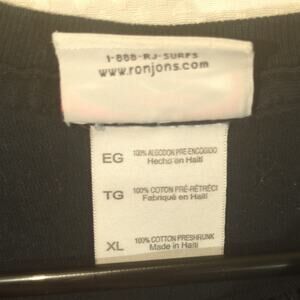 1-888-RJ-SURFS
www.ronjons.com
EG 100% ALGODON PRE-ENCOGIDO
Hecho en Haití
TG 100% COTON PRÉ-RÉTRÉCI
Fabriqué en Haïti
XL 100% COTTON PRESHRUNK
Made in Haiti